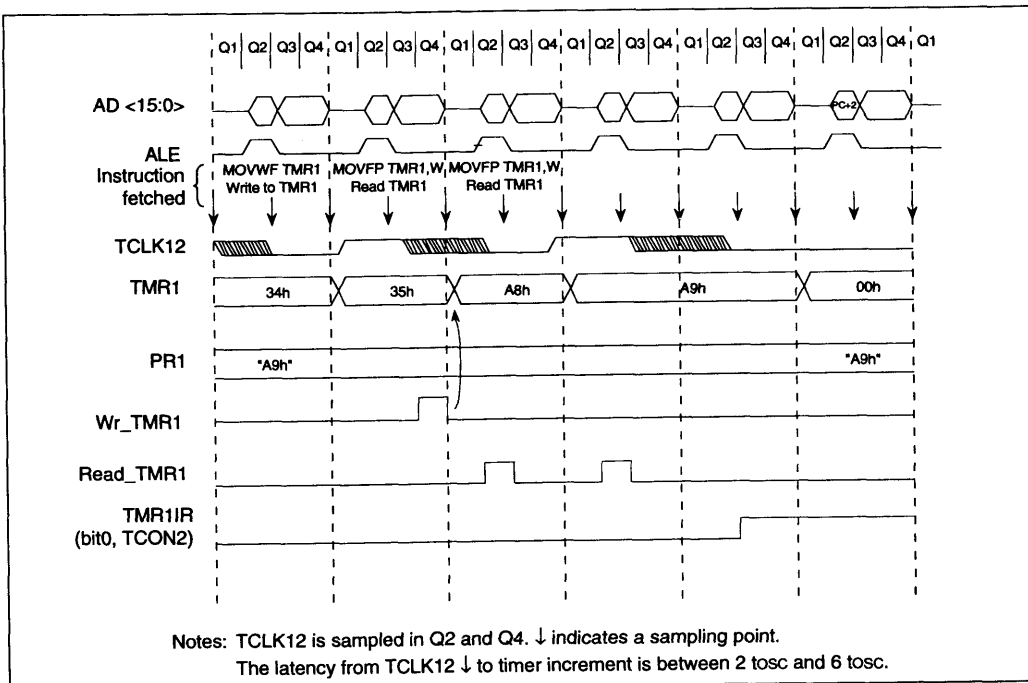 Q1 Q2 Q3 Q4 Q1 Q2 Q3 Q4 Q1 Q2 Q3 Q4 Q1 Q2 Q3 Q4 Q1 Q2 Q3 Q4 Q1 Q2 Q3 Q4 Q1
AD <15:0> PC+2
ALE
Instruction
fetched
MOVWF TMR1 MOVFP TMR1,W MOVFP TMR1,W
Write to TMR1 Read TMR1 Read TMR1
TCLK12
TMR1 34h 35h A8h A9h 00h
PR1 "A9h" "A9h"
Wr_TMR1
Read_TMR1
TMR1IR
(bit0, TCON2)
Notes: TCLK12 is sampled in Q2 and Q4. ↓ indicates a sampling point.
The latency from TCLK12 ↓ to timer increment is between 2 tosc and 6 tosc.